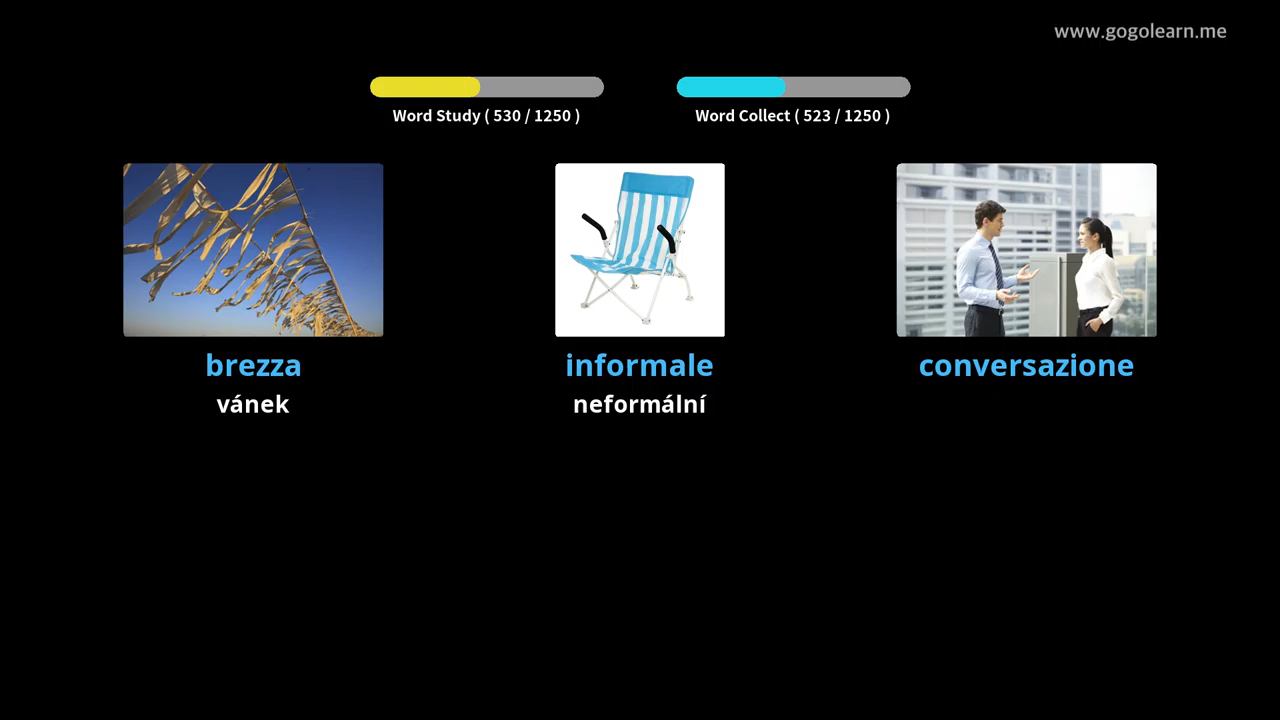 www.gogolearn.me
Word Study ( 530 / 1250 )
Word Collect ( 523 / 1250 )
brezza
informale
conversazione
vánek
neformální